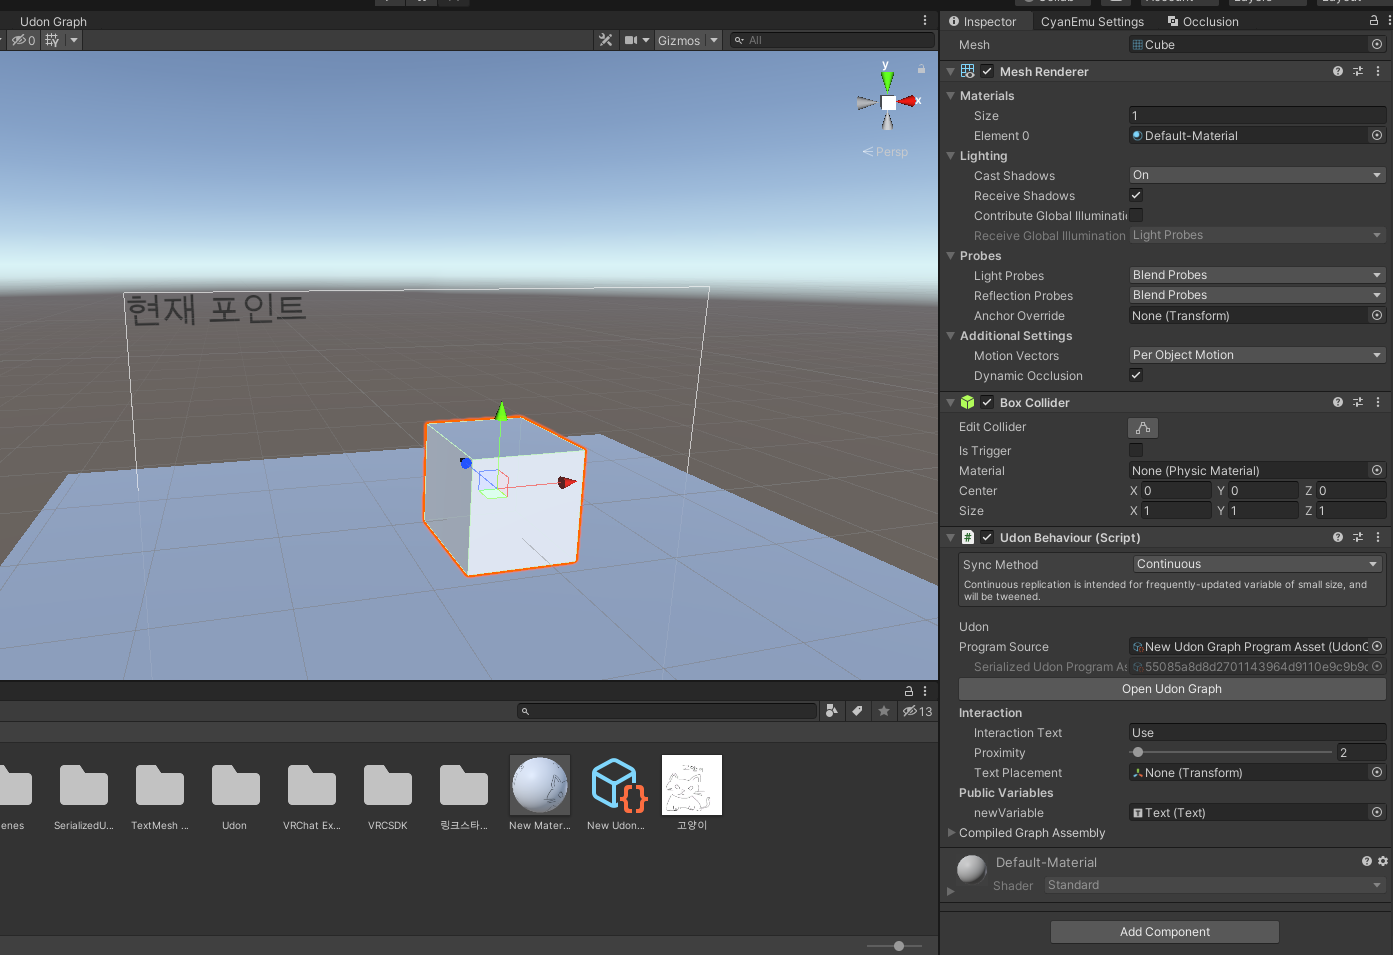 Udon Graph
Inspector
CyanEmu Settings
Occlusion
0
Gizmos
All
Mesh
Cube
Mesh Renderer
Materials
Size
1
Element 0
Default-Material
Lighting
Cast Shadows
On
Receive Shadows
Contribute Global Illuminati
Receive Global Illumination
Light Probes
Probes
Light Probes
Blend Probes
Reflection Probes
Blend Probes
Anchor Override
None (Transform)
Additional Settings
Motion Vectors
Per Object Motion
Dynamic Occlusion
y
x
Persp
현재 포인트
Box Collider
Edit Collider
Is Trigger
Material
None (Physic Material)
Center
X 0 Y 0 Z 0
Size
X 1 Y 1 Z 1
Udon Behaviour (Script)
Sync Method
Continuous
Continuous replication is intended for frequently-updated variable of small size, and
will be tweened.
Udon
Program Source
New Udon Graph Program Asset (UdonG
Serialized Udon Program As
55085a8d8d2701143964d9110e9c9b9c
Open Udon Graph
Interaction
Interaction Text
Use
Proximity
2
Text Placement
None (Transform)
Public Variables
newVariable
Text (Text)
Compiled Graph Assembly
Default-Material
Shader
Standard
Add Component
13
enes
SerializedU...
TextMesh ...
Udon
VRChat Ex...
VRCSDK
링크스타...
New Mater...
New Udon...
고양이